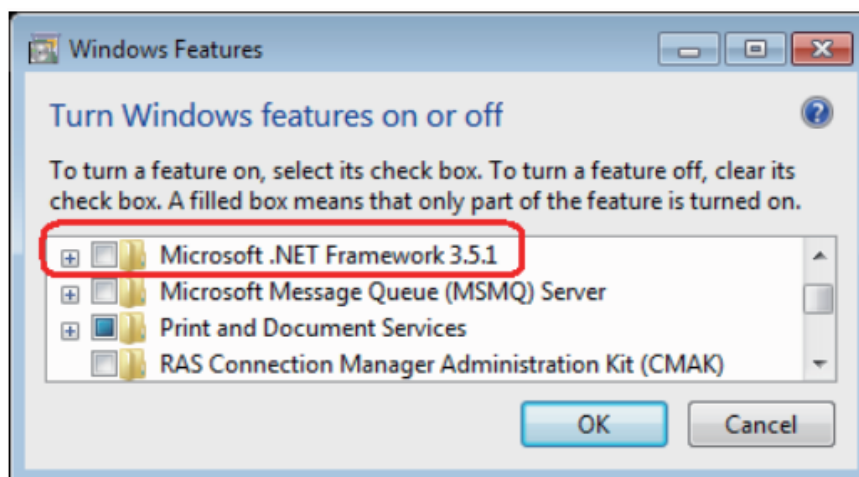 Windows Features
Turn Windows features on or off
To turn a feature on, select its check box. To turn a feature off, clear its
check box. A filled box means that only part of the feature is turned on.
Microsoft .NET Framework 3.5.1
Microsoft Message Queue (MSMQ) Server
Print and Document Services
RAS Connection Manager Administration Kit (CMAK)
OK Cancel